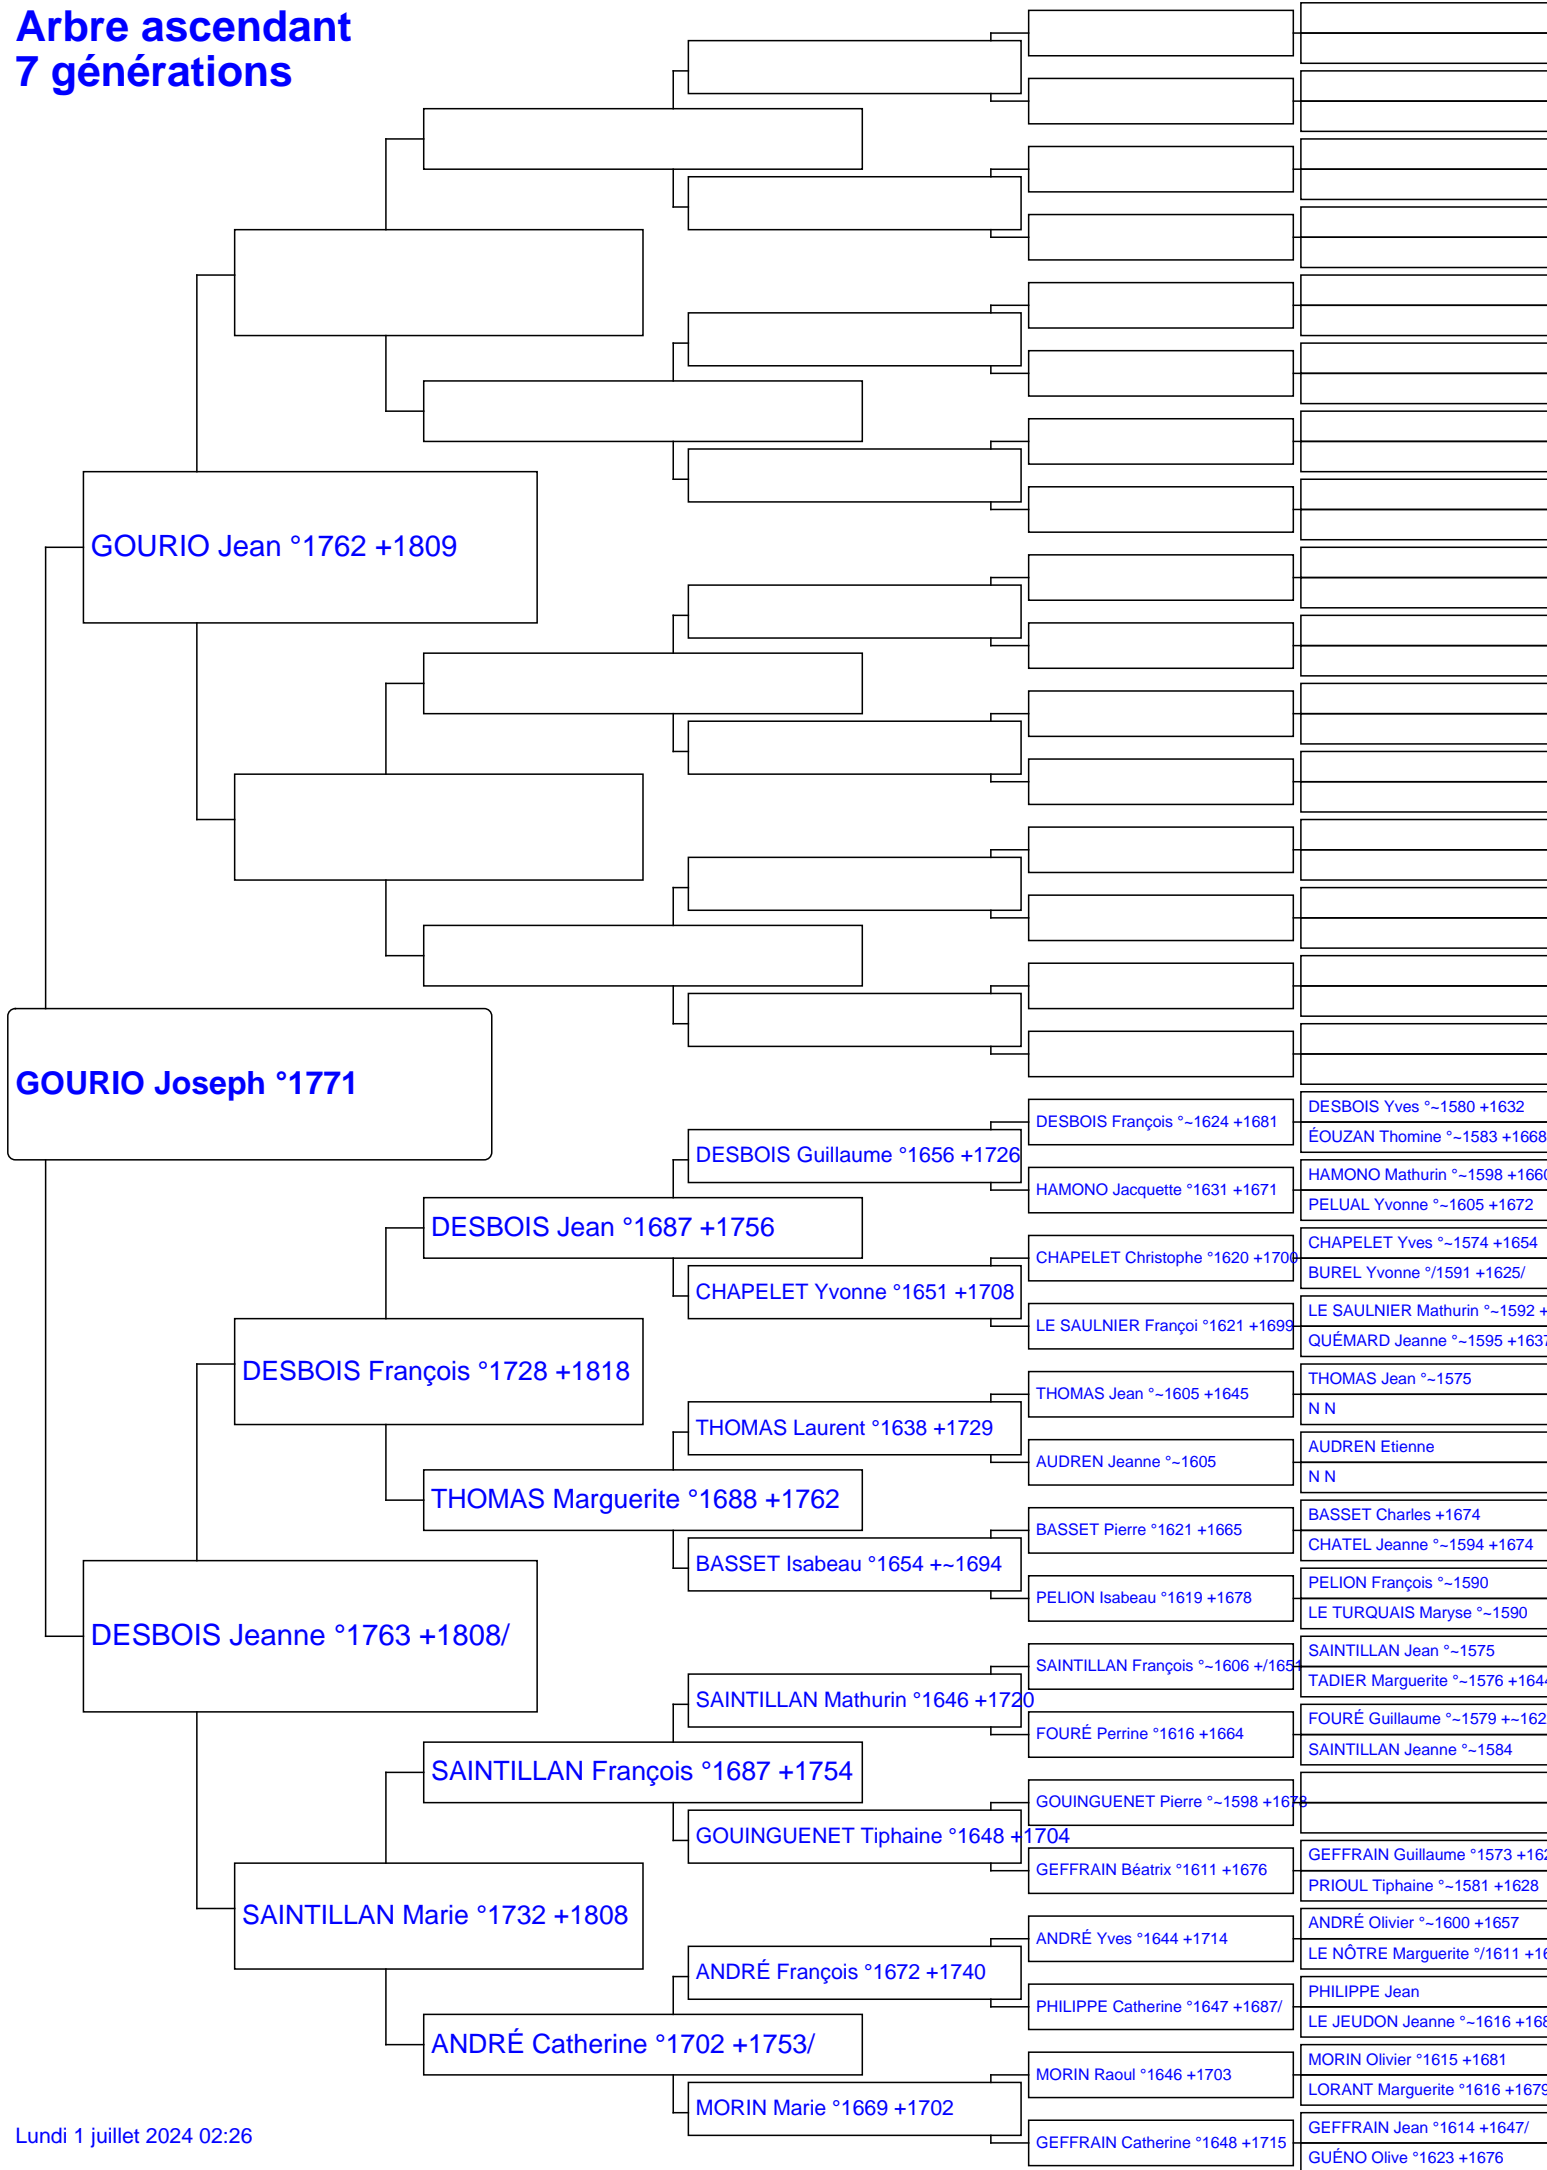 Arbre ascendant
7 générations
GOURIO Jean °1762 +1809
GOURIO Joseph °1771
DESBOIS Jeanne °1763 +1808/
DESBOIS François °1728 +1818
SAINTILLAN Marie °1732 +1808
DESBOIS Jean °1687 +1756
THOMAS Marguerite °1688 +1762
SAINTILLAN François °1687 +1754
ANDRÉ Catherine °1702 +1753/
DESBOIS Guillaume °1656 +1726
CHAPELET Yvonne °1651 +1708
THOMAS Laurent °1638 +1729
BASSET Isabeau °1654 +~1694
SAINTILLAN Mathurin °1646 +1720
GOUINGUENET Tiphaine °1648 +1704
ANDRÉ François °1672 +1740
MORIN Marie °1669 +1702
DESBOIS François °~1624 +1681
HAMONO Jacquette °1631 +1671
CHAPELET Christophe °1620 +1700
LE SAULNIER Françoi °1621 +1699
THOMAS Jean °~1605 +1645
AUDREN Jeanne °~1605
BASSET Pierre °1621 +1665
PELION Isabeau °1619 +1678
SAINTILLAN François °~1606 +/1651
FOURÉ Perrine °1616 +1664
GOUINGUENET Pierre °~1598 +1678
GEFFRAIN Béatrix °1611 +1676
ANDRÉ Yves °1644 +1714
PHILIPPE Catherine °1647 +1687/
MORIN Raoul °1646 +1703
GEFFRAIN Catherine °1648 +1715
DESBOIS Yves °~1580 +1632
ÉOUZAN Thomine °~1583 +1668
HAMONO Mathurin °~1598 +1660
PELUAL Yvonne °~1605 +1672
CHAPELET Yves °~1574 +1654
BUREL Yvonne °/1591 +1625/
LE SAULNIER Mathurin °~1592 +
QUÉMARD Jeanne °~1595 +1637
THOMAS Jean °~1575
N N
AUDREN Etienne
N N
BASSET Charles +1674
CHATEL Jeanne °~1594 +1674
PELION François °~1590
LE TURQUAIS Maryse °~1590
SAINTILLAN Jean °~1575
TADIER Marguerite °~1576 +1644
FOURÉ Guillaume °~1579 +~162
SAINTILLAN Jeanne °~1584
GEFFRAIN Guillaume °1573 +162
PRIOUL Tiphaine °~1581 +1628
ANDRÉ Olivier °~1600 +1657
LE NÔTRE Marguerite °/1611 +16
PHILIPPE Jean
LE JEUDON Jeanne °~1616 +168
MORIN Olivier °1615 +1681
LORANT Marguerite °1616 +1679
GEFFRAIN Jean °1614 +1647/
GUÉNO Olive °1623 +1676
Lundi 1 juillet 2024 02:26